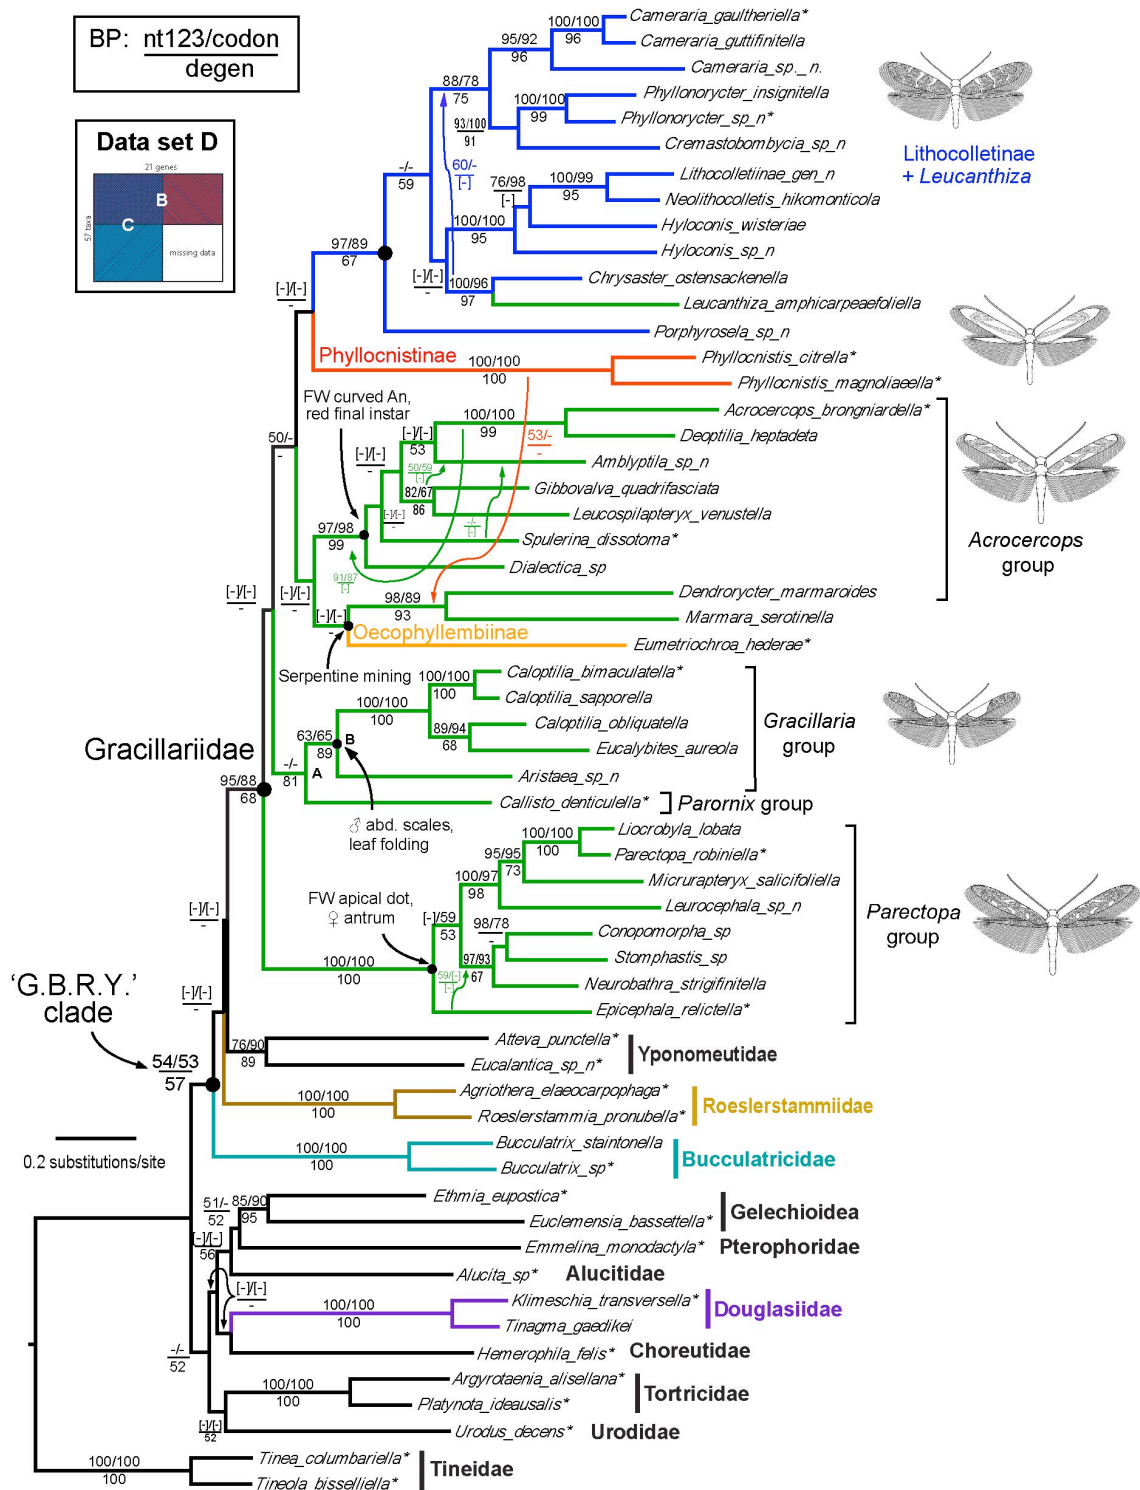 BP: nt123/codon
degen
Data set D
21 genes
57 taxa
B
C
missing data
Cameraria_gaultheriella*
100/100
96
Cameraria_guttifinitella
95/92
96
Cameraria_sp._n.
88/78
75
Phyllonorycter_insignitella
100/100
99
Phyllonorycter_sp_n*
93/100
91
Cremastobombycia_sp_n
Lithocolletinae
+ Leucanthiza
-/-
59
60/-
[-]
Lithocolletiinae_gen_n
100/99
95
76/98
[-]
Neolithocolletis_hikomonticola
Hyloconis_wisteriae
100/100
95
Hyloconis_sp_n
97/89
67
[-]/[-]
-
Chrysaster_ostensackenella
100/96
97
Leucanthiza_amphicarpeaefoliella
[-]/[-]
-
Porphyrosela_sp_n
Phyllocnistinae
Phyllocnistis_citrella*
100/100
100
Phyllocnistis_magnoliaeella*
FW curved An,
red final instar
Acrocercops_brongniardella*
100/100
99
Deoptilia_heptadeta
[-]/[-]
53
53/-
-
50/-
-
Amblyptila_sp_n
[-]/[-]
-
50/59
[-]
Gibbovalva_quadrifasciata
82/67
86
Leucospilapteryx_venustella
[-]/[-]
-
-/-
[-]
97/98
99
Spulerina_dissotoma*
Acrocercops
group
Dialectica_sp
91/87
[-]
Dendrorycter_marmaroides
98/89
93
[-]/[-]
-
[-]/[-]
-
[-]/[-]
-
Marmara_serotinella
Oecophyllembiinae
Eumetriochroa_hederae*
Serpentine mining
Caloptilia_bimaculatella*
100/100
100
Caloptilia_sapporella
100/100
100
Caloptilia_obliquatella
89/94
68
Eucalybites_aureola
Gracillaria
group
63/65
89
B
Gracillariidae
-/-
81
A
Aristaea_sp_n
95/88
68
Callisto_denticulella*
Parornix group
♂ abd. scales,
leaf folding
Liocrobyla_lobata
100/100
100
Parectopa_robiniella*
95/95
73
Micrurapteryx_salicifoliella
100/97
98
FW apical dot,
♀ antrum
Leurocephala_sp_n
[-]/59
53
98/78
-
Conopomorpha_sp
Parectopa
group
[-]/[-]
-
97/93
67
Stomphastis_sp
100/100
100
59/[-]
[-]
Neurobathra_strigifinitella
Epicephala_relictella*
'G.B.R.Y.'
clade
[-]/[-]
-
Atteva_punctella*
76/90
89
Yponomeutidae
54/53
57
Eucalantica_sp_n*
Agriothera_elaeocarpophaga*
100/100
100
Roeslerstammiidae
Roeslerstammia_pronubella*
0.2 substitutions/site
Bucculatrix_staintonella
100/100
100
Bucculatricidae
Bucculatrix_sp*
Ethmia_eupostica*
51/-
52
85/90
95
Gelechioidea
Euclemensia_bassettella*
[-]/[-]
56
Emmelina_monodactyla*
Pterophoridae
Alucita_sp*
Alucitidae
[-]/[-]
-
Klimeschia_transversella*
100/100
100
Douglasiidae
Tinagma_gaedikei
-/-
52
Hemerophila_felis*
Choreutidae
Argyrotaenia_alisellana*
100/100
100
Tortricidae
Platynota_ideausalis*
[-]/[-]
52
Urodus_decens*
Urodidae
Tinea_columbariella*
100/100
100
Tineidae
Tineola_bisselliella*